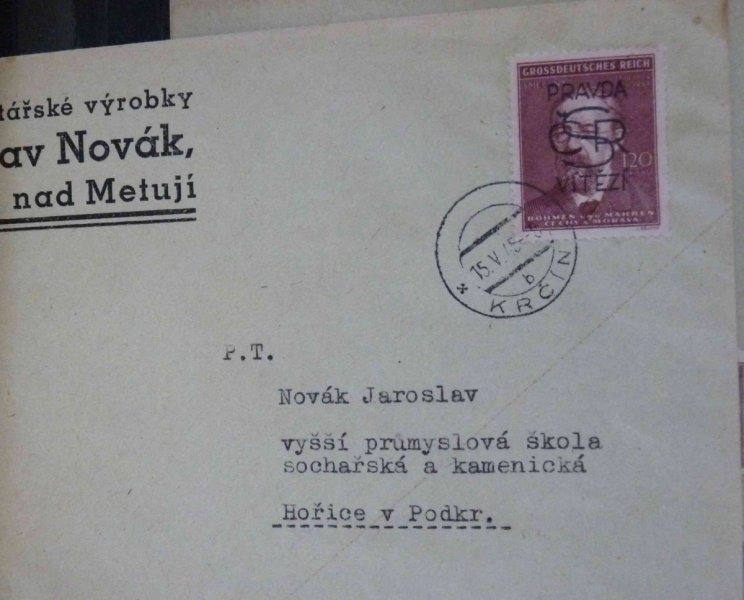 tářské výrobky
av Novák,
nad Metují
GROSSDEUTSCHES REICH
PRAVDA
ČSR
VÍTĚZÍ
120
BÖHMEN UND MÄHREN
ČECHY A MORAVA
15.V.45
b
KRČÍN
P.T.
Novák Jaroslav
vyšší průmyslová škola
sochařská a kamenická
Hořice v Podkr.